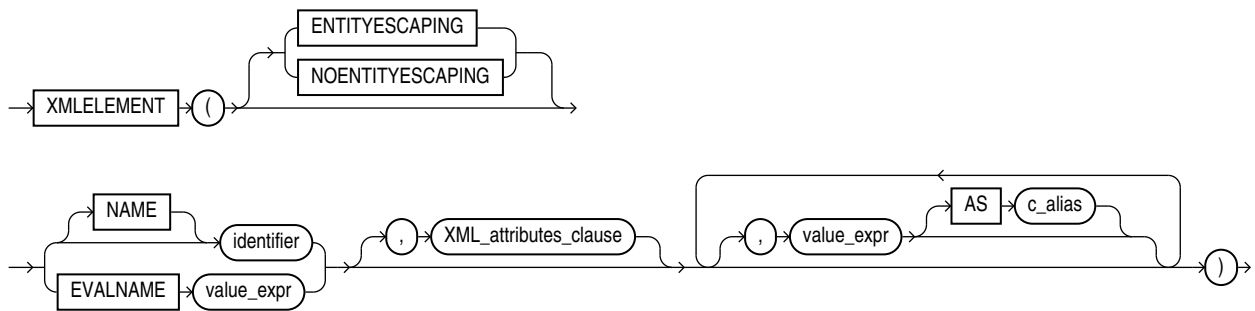 ENTITYESCAPING
NOENTITYESCAPING
XMLELEMENT (
NAME
identifier
EVALNAME value_expr
, XML_attributes_clause
AS c_alias
, value_expr
)